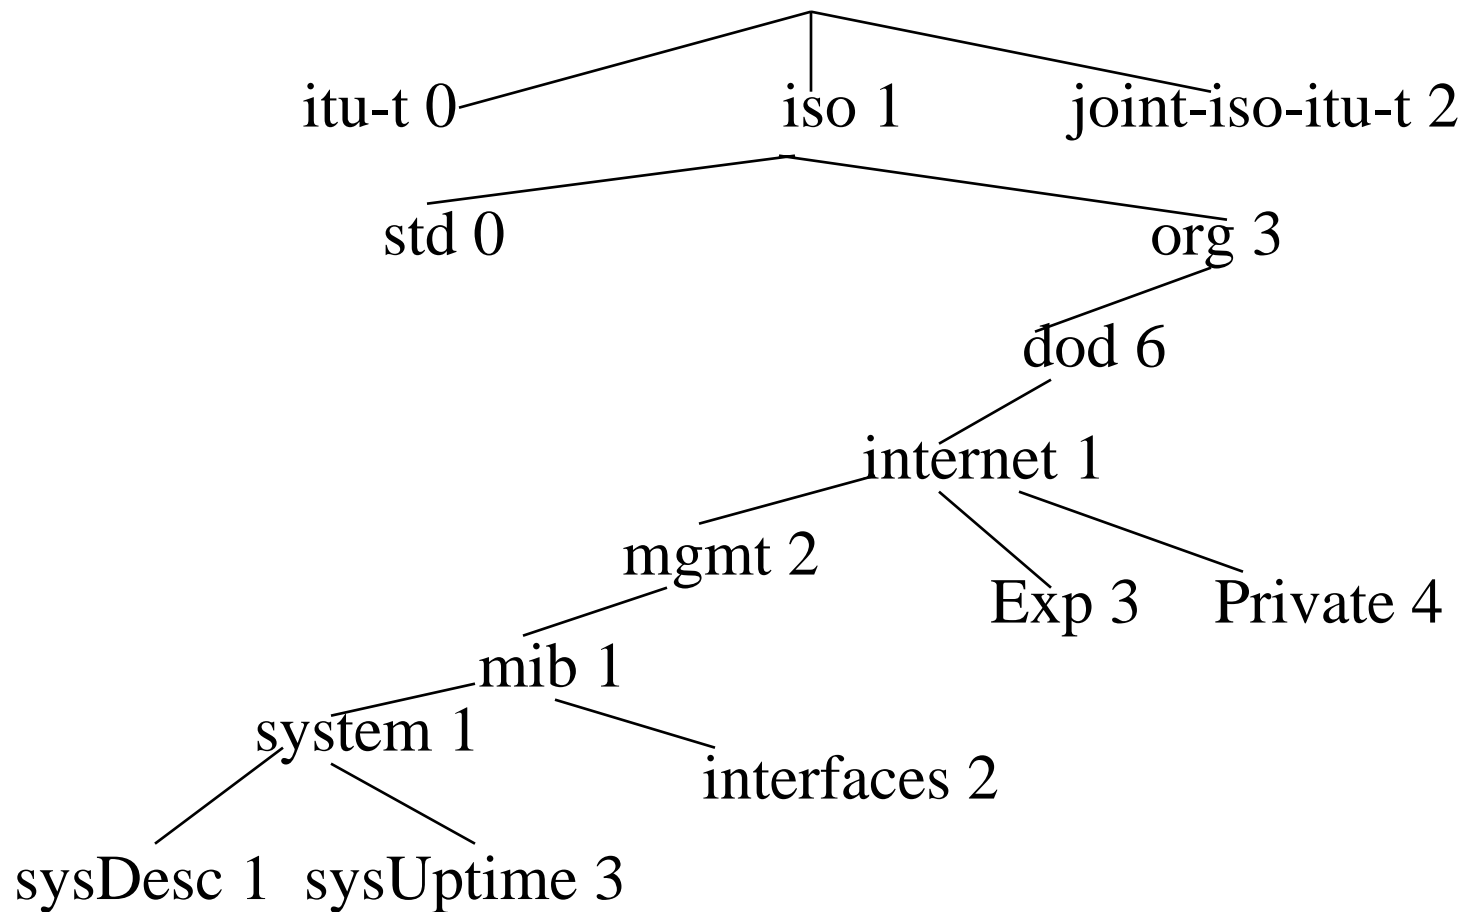 itu-t 0 iso 1 joint-iso-itu-t 2
std 0 org 3
dod 6
internet 1
mgmt 2
Exp 3 Private 4
mib 1
system 1
interfaces 2
sysDesc 1 sysUptime 3